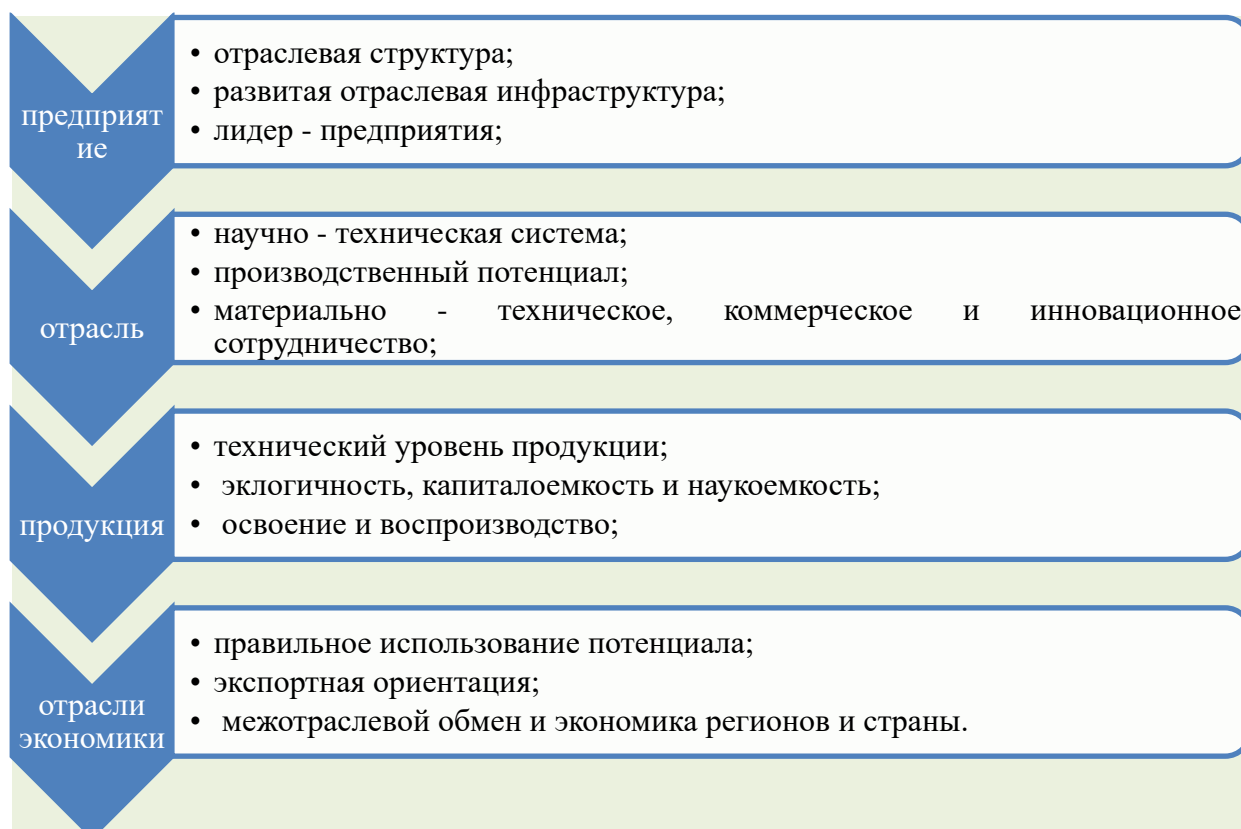 предприят
ие
• отраслевая структура;
• развитая отраслевая инфраструктура;
• лидер - предприятия;
отрасль
• научно - техническая система;
• производственный потенциал;
• материально - техническое, коммерческое и инновационное
сотрудничество;
продукция
• технический уровень продукции;
• эклогичность, капиталоемкость и наукоемкость;
• освоение и воспроизводство;
отрасли
экономики
• правильное использование потенциала;
• экспортная ориентация;
• межотраслевой обмен и экономика регионов и страны.